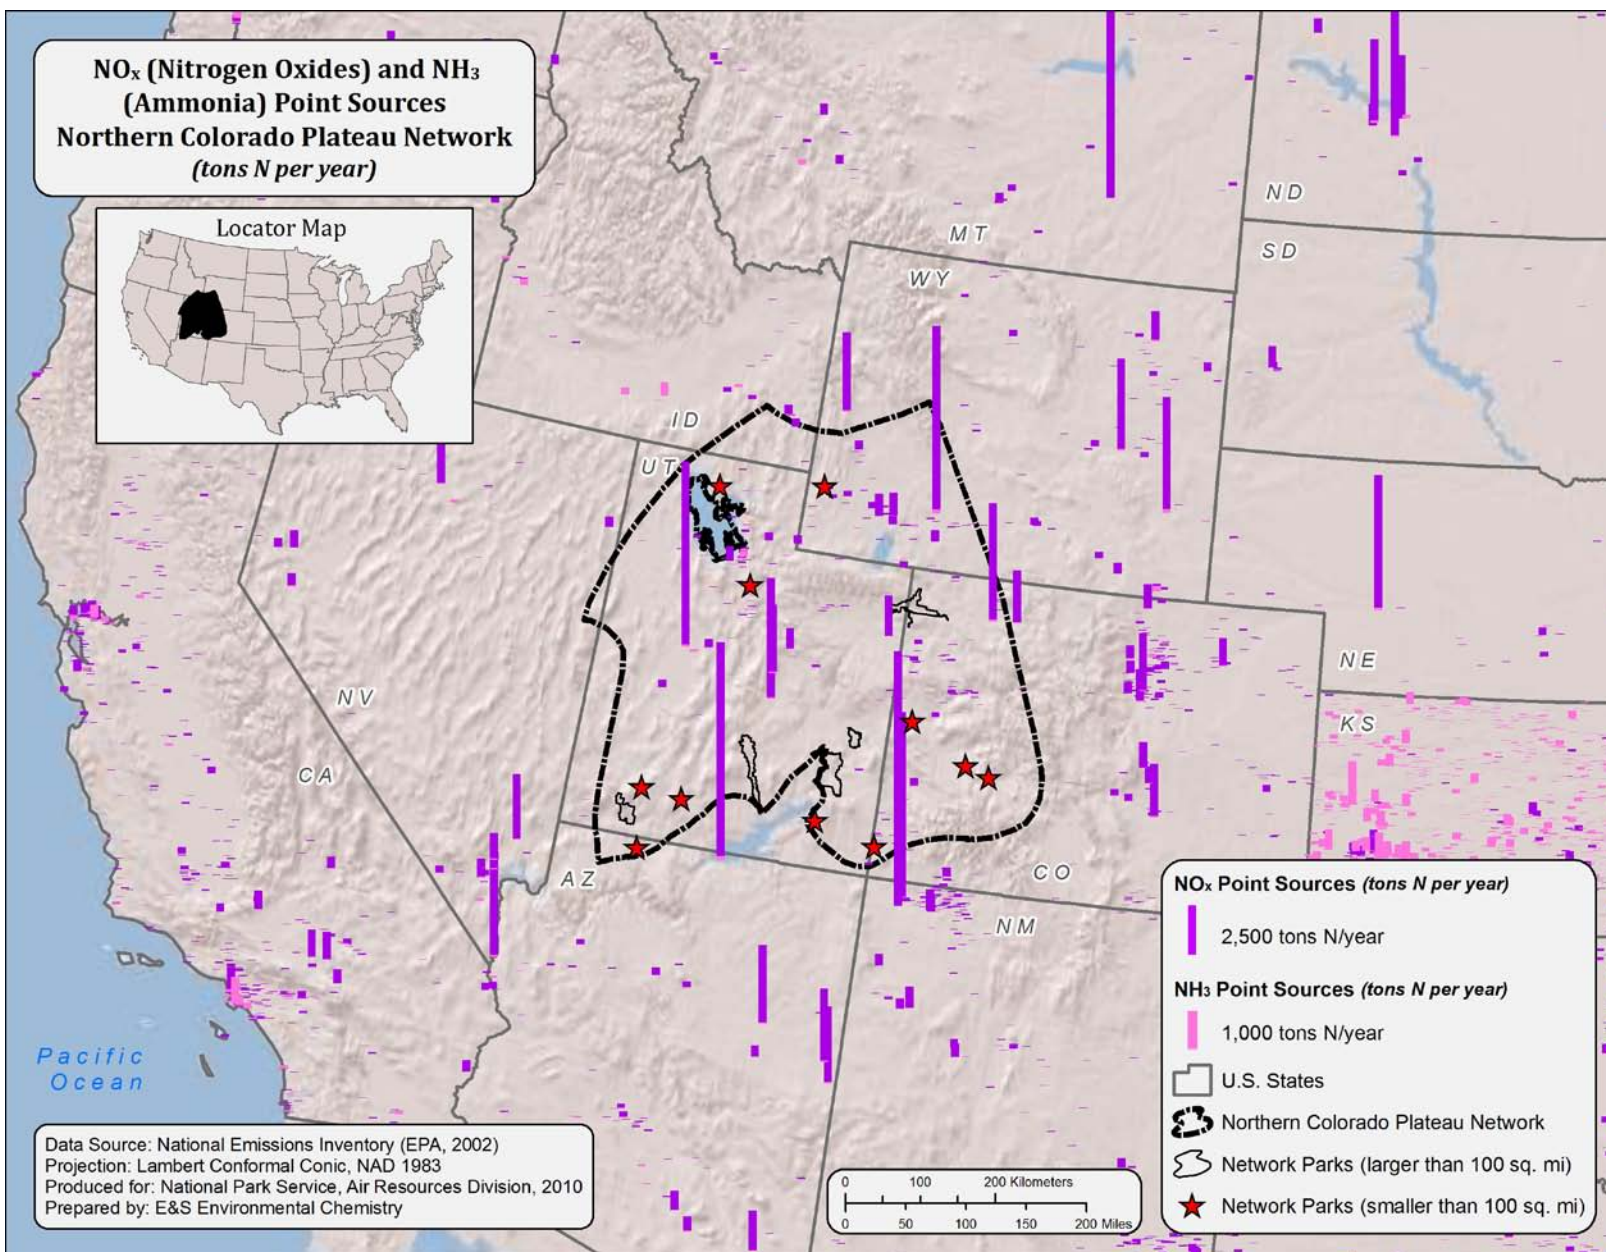 NOx (Nitrogen Oxides) and NH3
(Ammonia) Point Sources
Northern Colorado Plateau Network
(tons N per year)
Locator Map
ND
SD
MT
WY
ID
UT
NV
CA
NE
KS
AZ
CO
NM
Pacific
Ocean
NOx Point Sources (tons N per year)
2,500 tons N/year
NH3 Point Sources (tons N per year)
1,000 tons N/year
U.S. States
Northern Colorado Plateau Network
Network Parks (larger than 100 sq. mi)
Network Parks (smaller than 100 sq. mi)
Data Source: National Emissions Inventory (EPA, 2002)
Projection: Lambert Conformal Conic, NAD 1983
Produced for: National Park Service, Air Resources Division, 2010
Prepared by: E&S Environmental Chemistry
0 100 200 Kilometers
0 50 100 150 200 Miles